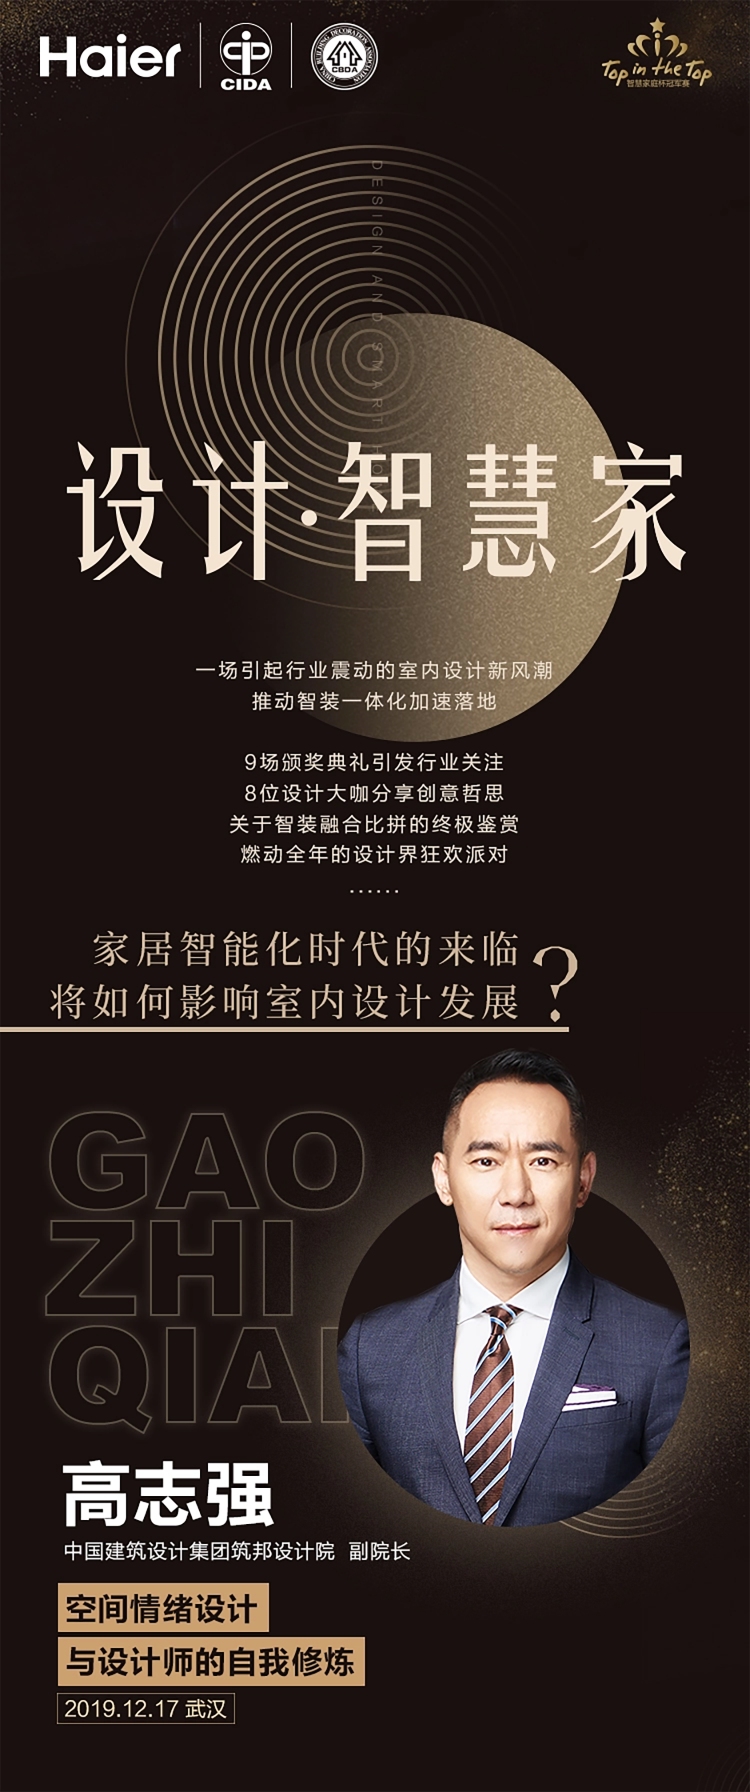 Haier
CIDA
CHINA BUILDING DECORATION ASSOCIATION
CBDA
Top in the Top
智慧家庭杯冠军赛
DESIGN AND SMART HOME
设计·智慧家
一场引起行业震动的室内设计新风潮
推动智装一体化加速落地
9场颁奖典礼引发行业关注
8位设计大咖分享创意哲思
关于智装融合比拼的终极鉴赏
燃动全年的设计界狂欢派对
······
家居智能化时代的来临
将如何影响室内设计发展?
GAO
ZHI
QIA
高志强
中国建筑设计集团筑邦设计院 副院长
空间情绪设计
与设计师的自我修炼
2019.12.17 武汉